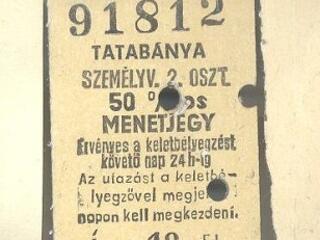 91812
TATABÁNYA
SZEMÉLYV. 2. OSZT.
50 %os
MENETJEGY
Érvényes a keletbélyegzést
követő nap 24 h-ig
Az utazást a keletbé-
lyegzővel megje
napon kell megkezdeni.